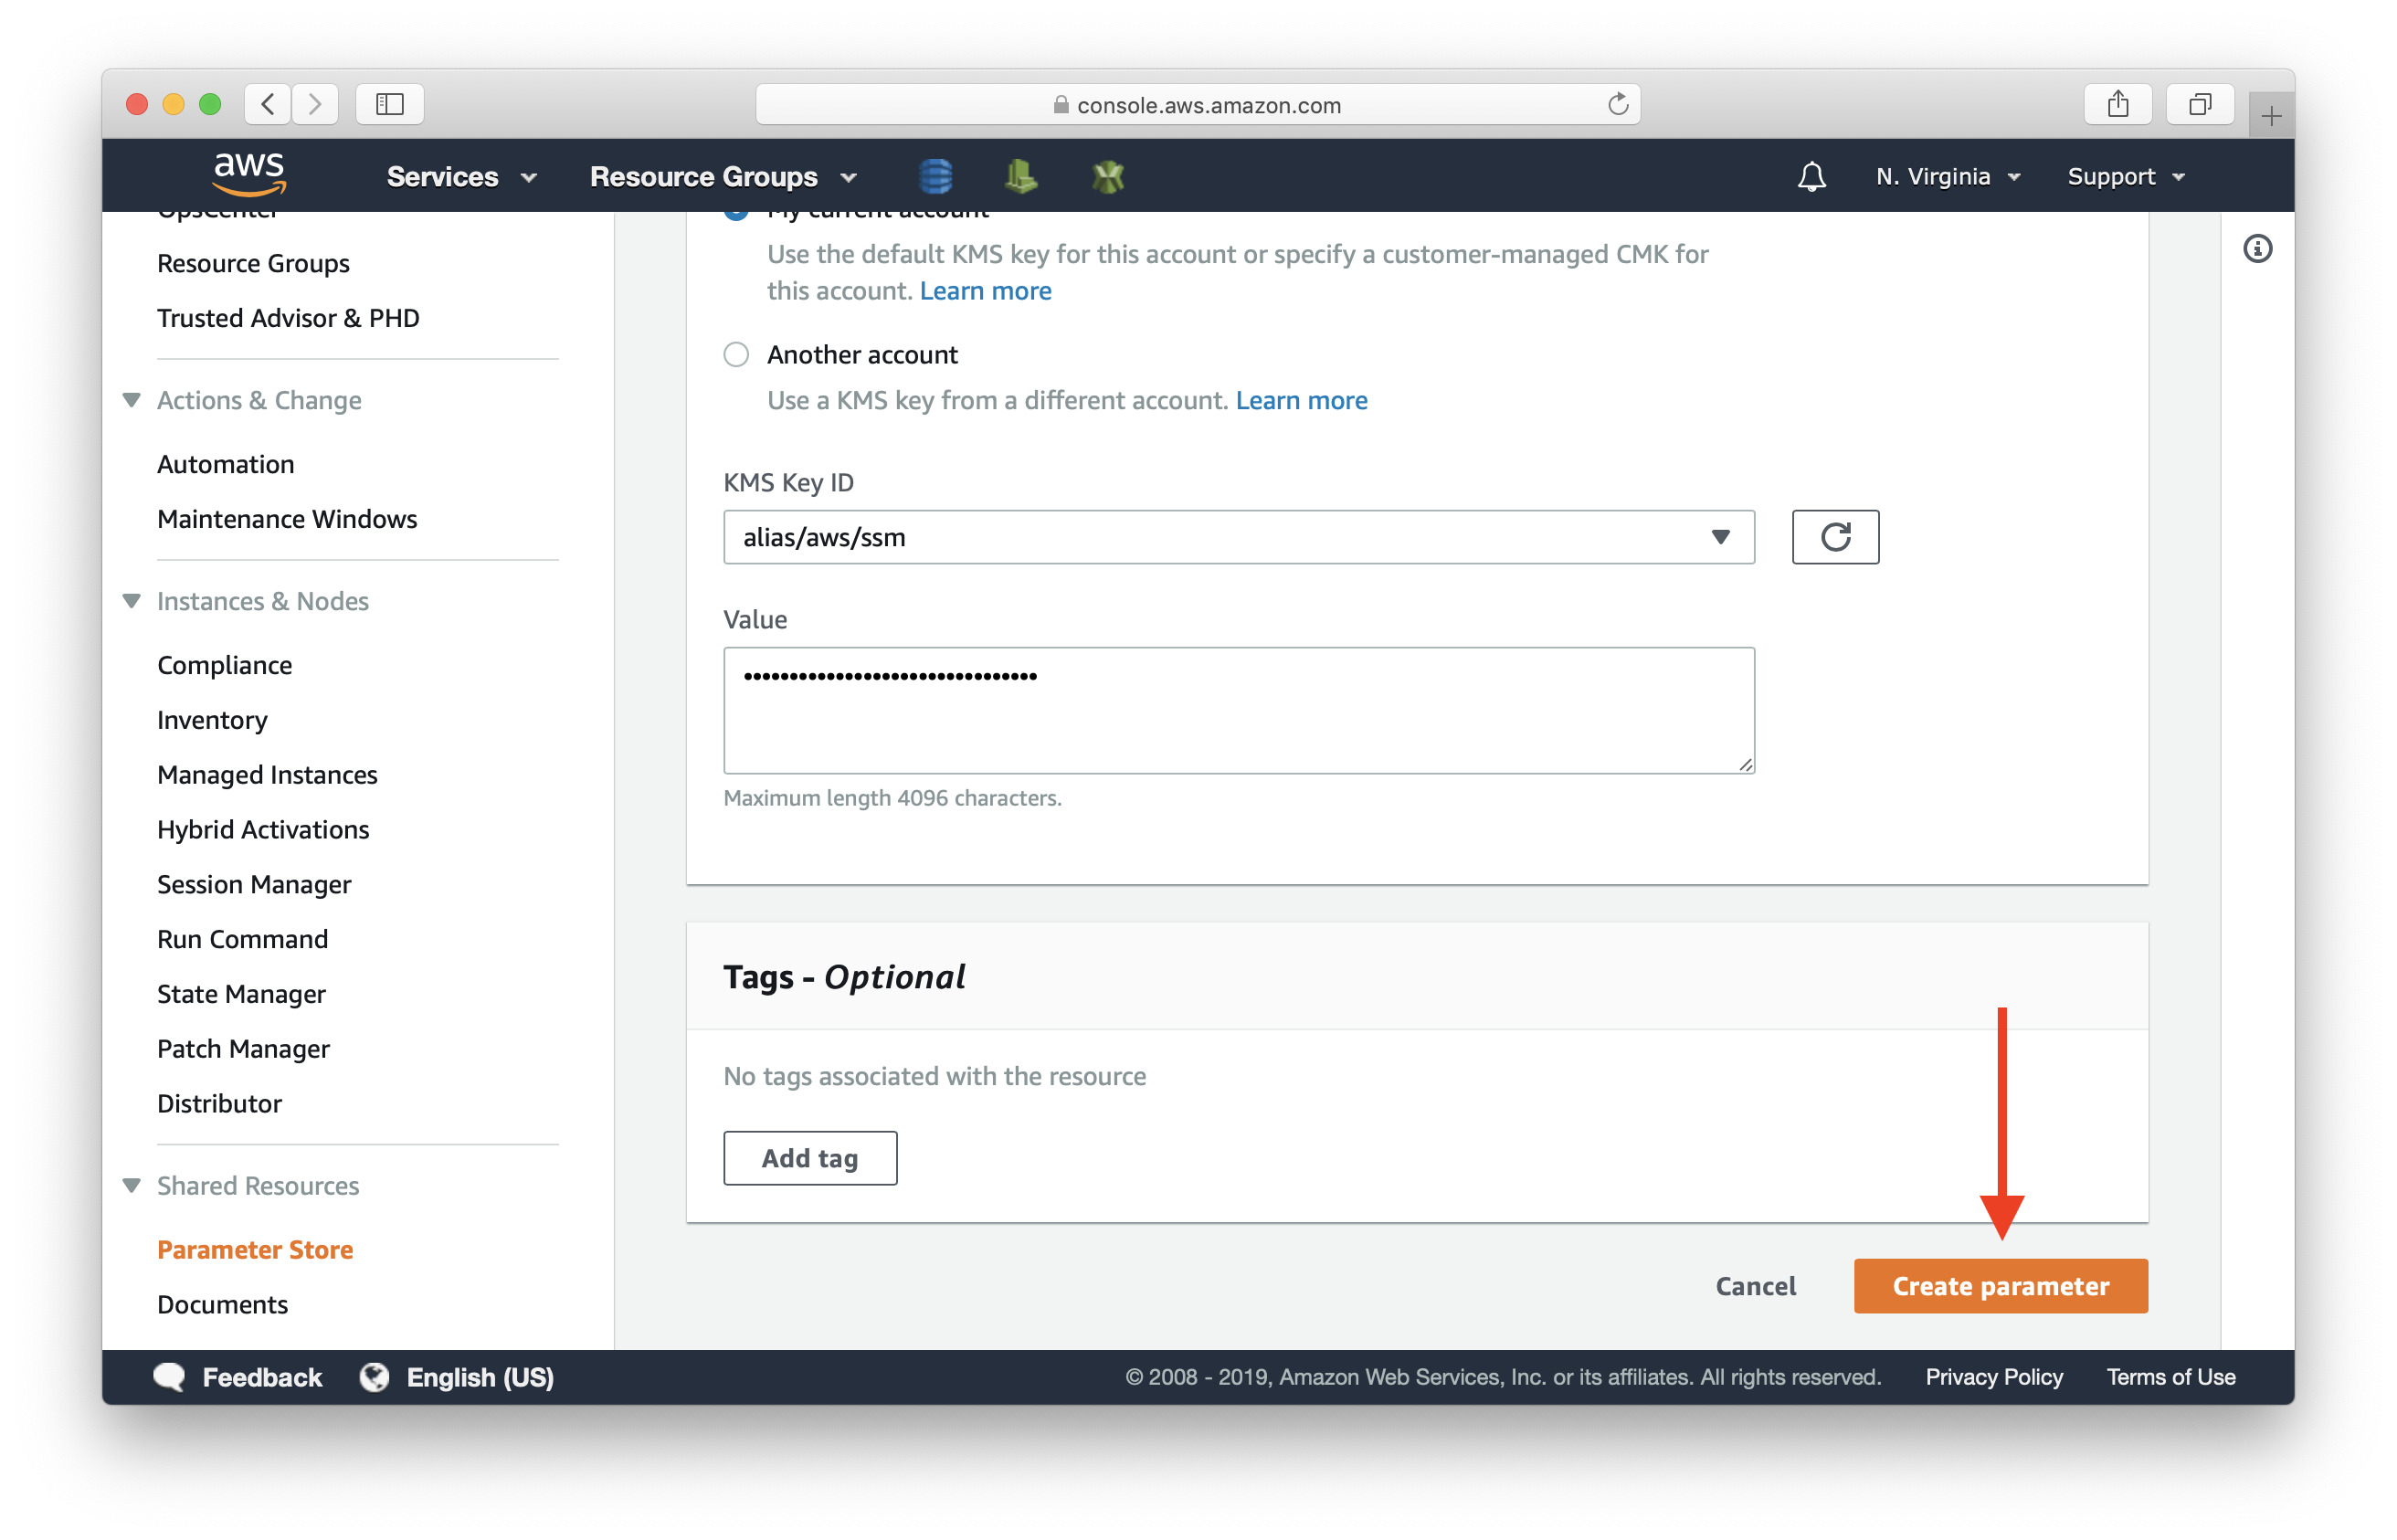 console.aws.amazon.com
aws
Services
Resource Groups
N. Virginia
Support
OpsCenter
Resource Groups
Trusted Advisor & PHD
Actions & Change
Automation
Maintenance Windows
Instances & Nodes
Compliance
Inventory
Managed Instances
Hybrid Activations
Session Manager
Run Command
State Manager
Patch Manager
Distributor
Shared Resources
Parameter Store
Documents
My current account
Use the default KMS key for this account or specify a customer-managed CMK for
this account. Learn more
Another account
Use a KMS key from a different account. Learn more
KMS Key ID
alias/aws/ssm
Value
••••••••••••••••••••••••••••••••
Maximum length 4096 characters.
Tags - Optional
No tags associated with the resource
Add tag
Cancel
Create parameter
Feedback
English (US)
© 2008 - 2019, Amazon Web Services, Inc. or its affiliates. All rights reserved.
Privacy Policy
Terms of Use